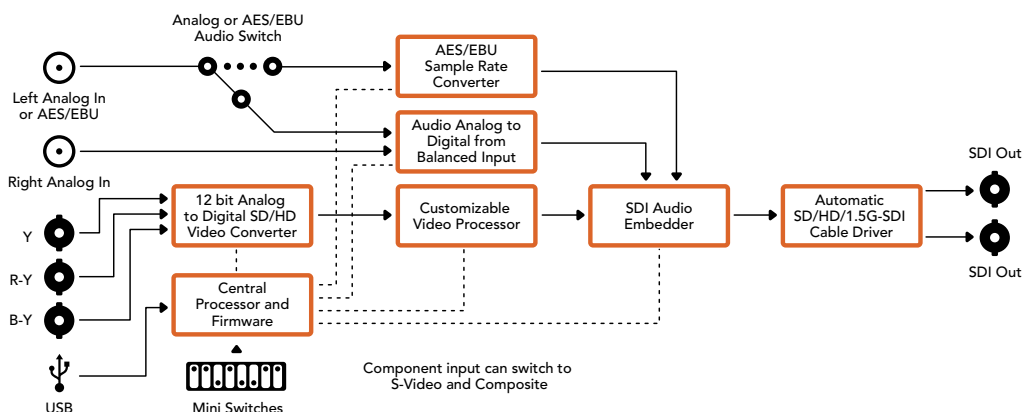 Analog or AES/EBU
Audio Switch
AES/EBU
Sample Rate
Converter
Left Analog In
or AES/EBU
Audio Analog to
Digital from
Balanced Input
Right Analog In
SDI Out
12 bit Analog
to Digital SD/HD
Video Converter
Customizable
Video Processor
SDI Audio
Embedder
Automatic
SD/HD/1.5G-SDI
Cable Driver
Y
R-Y
SDI Out
B-Y
Central
Processor and
Firmware
Component input can switch to
S-Video and Composite
USB
Mini Switches